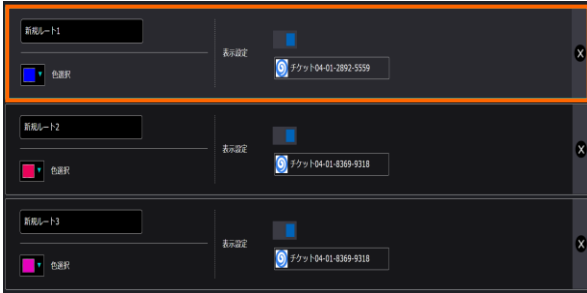 新規ルート1
表示設定
色選択
チケット04-01-2892-5559
X
新規ルート2
表示設定
色選択
チケット04-01-8369-9318
X
新規ルート3
表示設定
色選択
チケット04-01-8369-9318
X